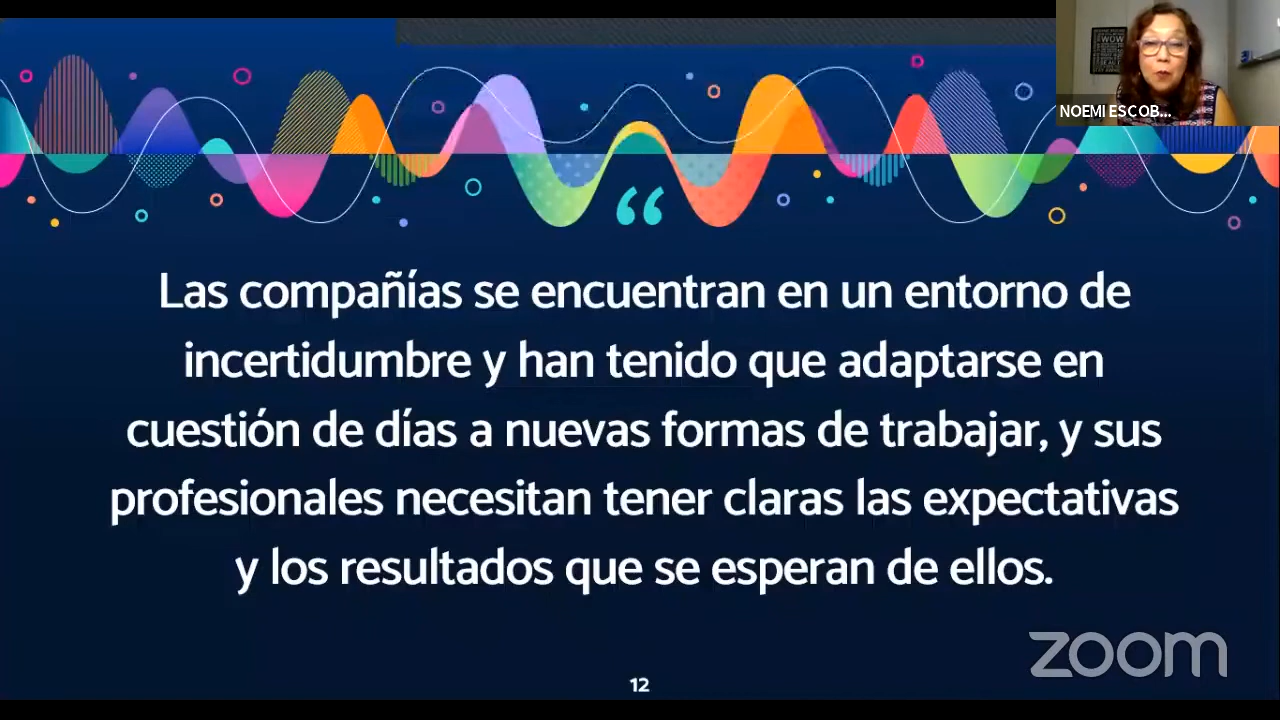 WOW
NOEMI ESCOB...
“
Las compañías se encuentran en un entorno de
incertidumbre y han tenido que adaptarse en
cuestión de días a nuevas formas de trabajar, y sus
profesionales necesitan tener claras las expectativas
y los resultados que se esperan de ellos.
zoom
12